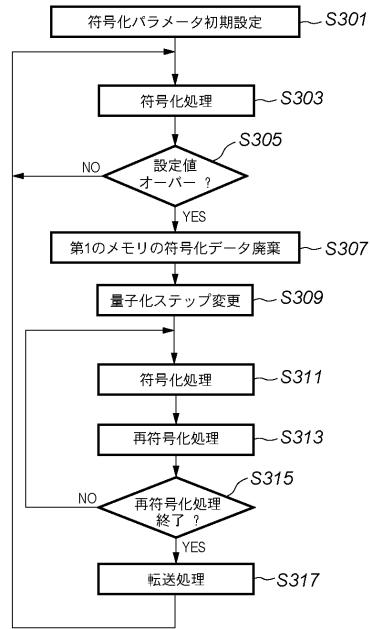 符号化パラメータ初期設定
S301
符号化処理
S303
S305
設定値
オーバー ?
NO
YES
第1のメモリの符号化データ廃棄
S307
量子化ステップ変更
S309
符号化処理
S311
再符号化処理
S313
S315
再符号化処理
終了 ?
NO
YES
転送処理
S317